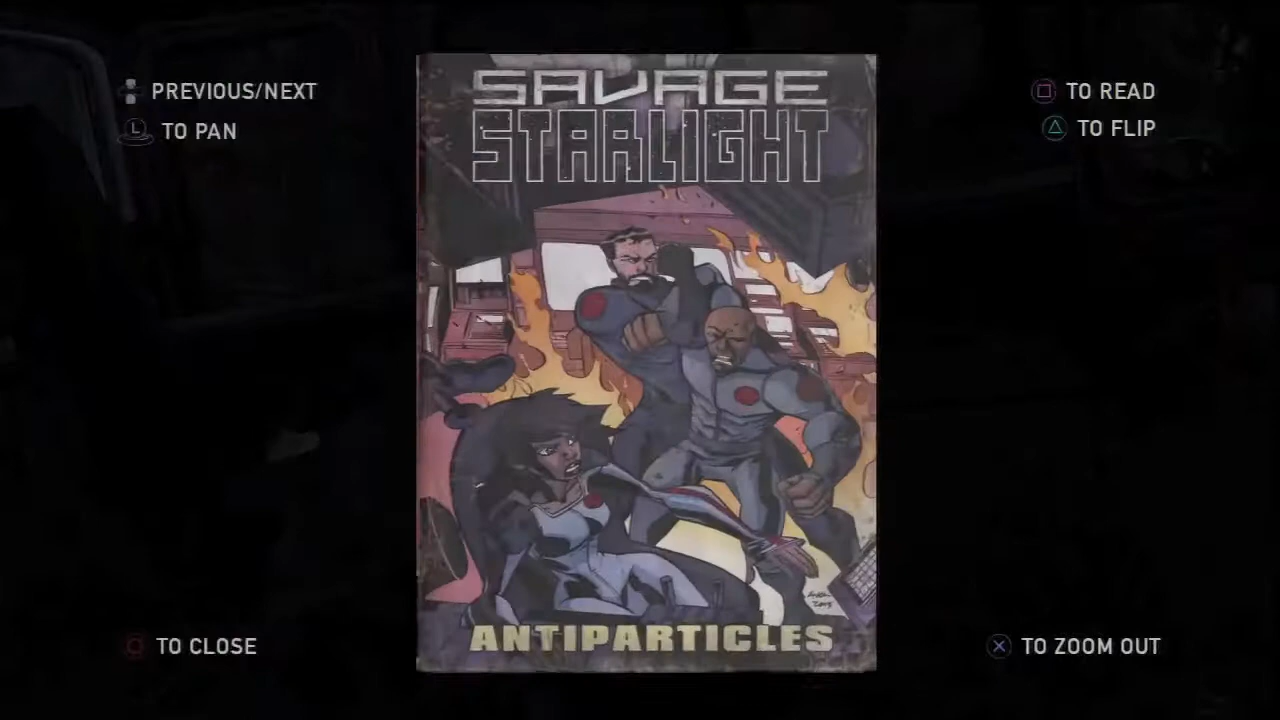 PREVIOUS/NEXT
L TO PAN
TO READ
TO FLIP
SAVAGE
STARLIGHT
ANTIPARTICLES
TO CLOSE
TO ZOOM OUT